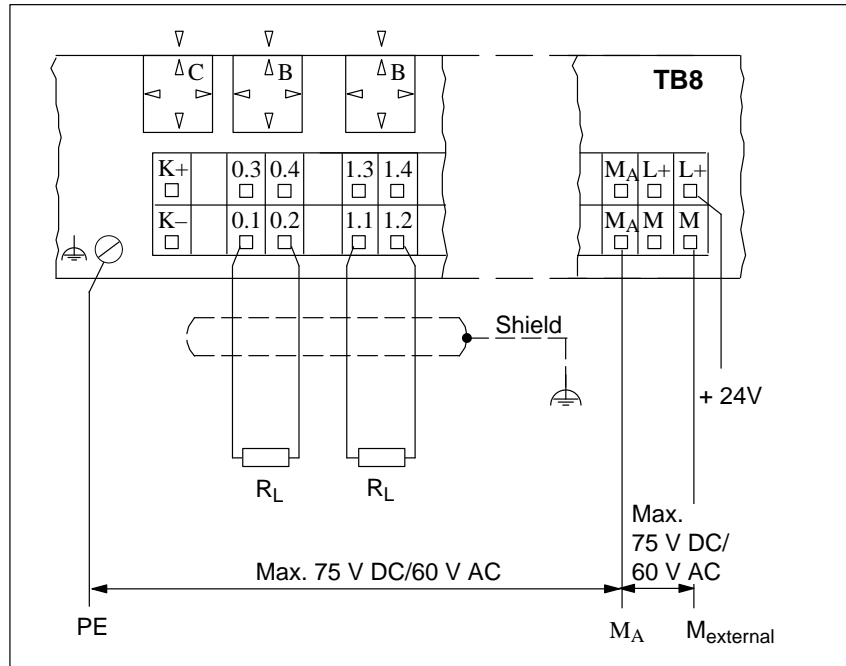 C B B
TB8
K+ 0.3 0.4 1.3 1.4 MA L+ L+
K– 0.1 0.2 1.1 1.2 MA M M
Shield
+ 24V
RL RL
Max.
75 V DC/
60 V AC
Max. 75 V DC/60 V AC
PE MA Mexternal